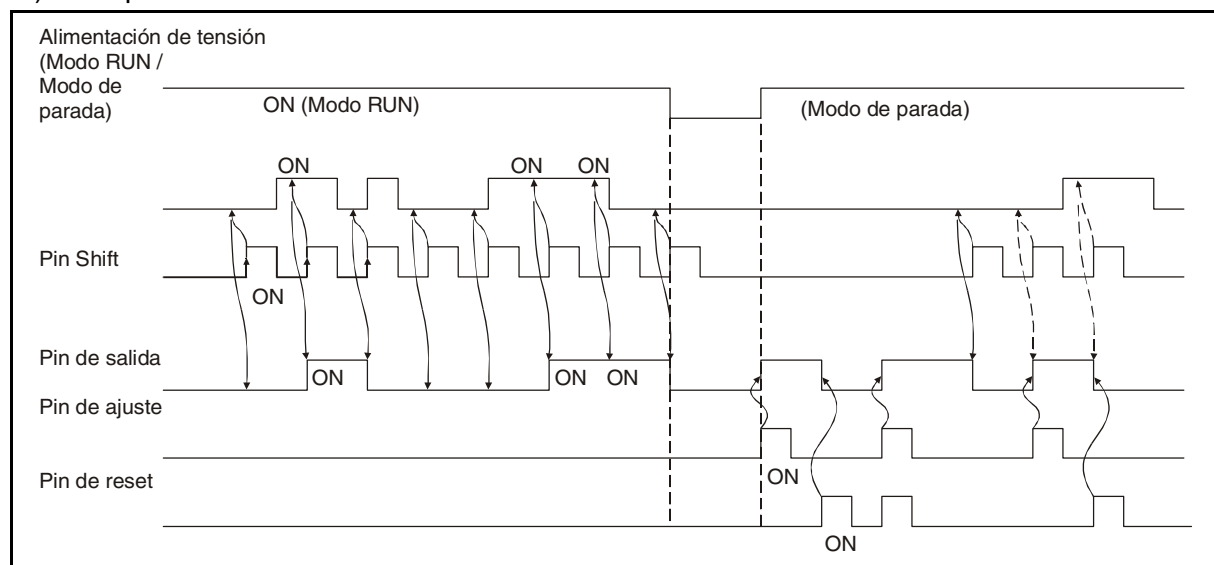 Alimentación de tensión
(Modo RUN /
Modo de
parada)
ON (Modo RUN)
(Modo de parada)
ON
ON
ON
Pin Shift
ON
Pin de salida
ON
ON
ON
Pin de ajuste
ON
Pin de reset
ON